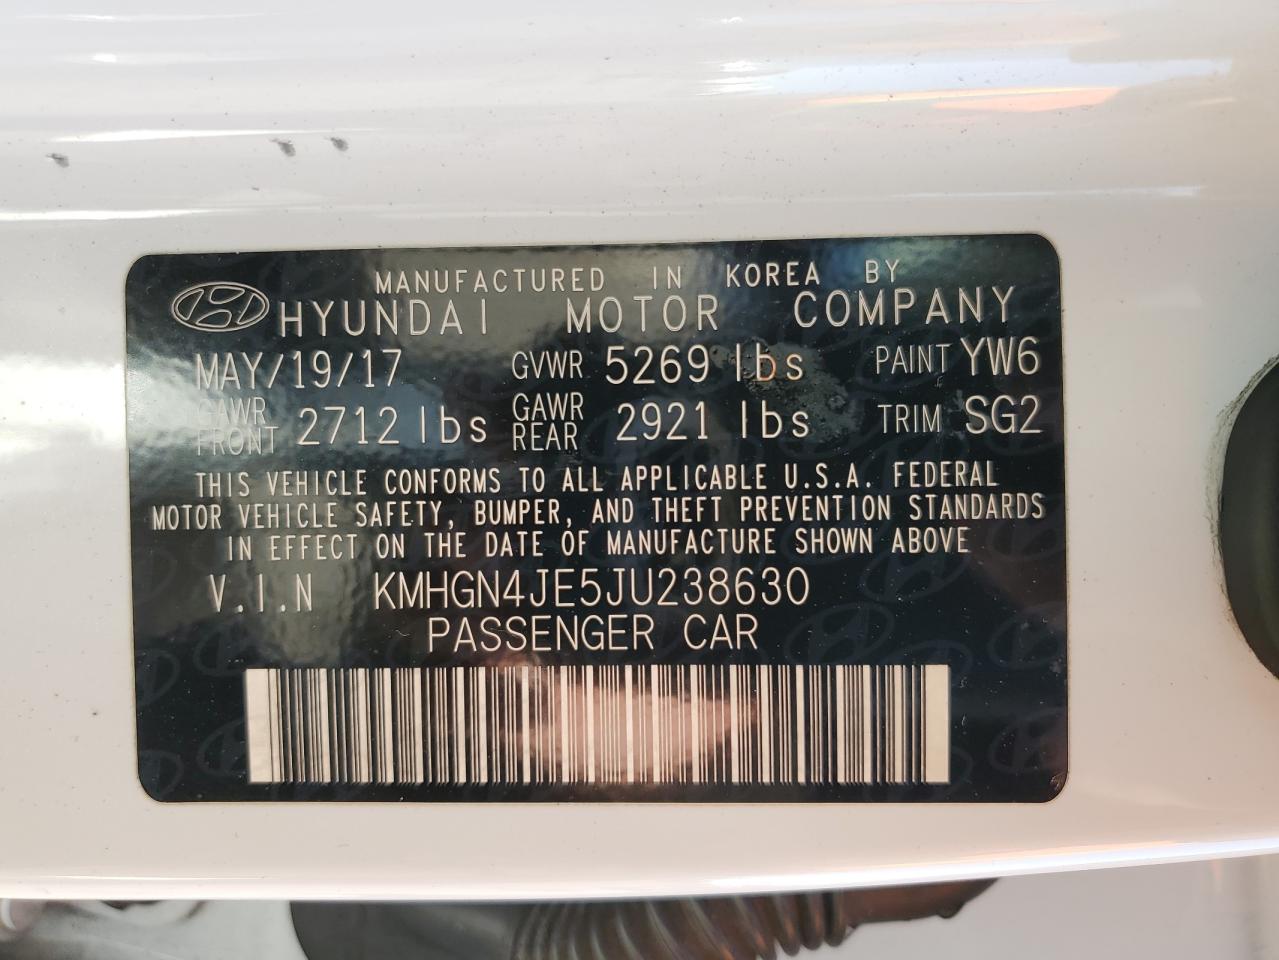 MANUFACTURED IN KOREA BY
HYUNDAI MOTOR COMPANY
MAY/19/17 GVWR 5269 lbs PAINT YW6
GAWR FRONT 2712 lbs GAWR REAR 2921 lbs TRIM SG2
THIS VEHICLE CONFORMS TO ALL APPLICABLE U.S.A. FEDERAL
MOTOR VEHICLE SAFETY, BUMPER, AND THEFT PREVENTION STANDARDS
IN EFFECT ON THE DATE OF MANUFACTURE SHOWN ABOVE
V.I.N KMHGN4JE5JU238630
PASSENGER CAR